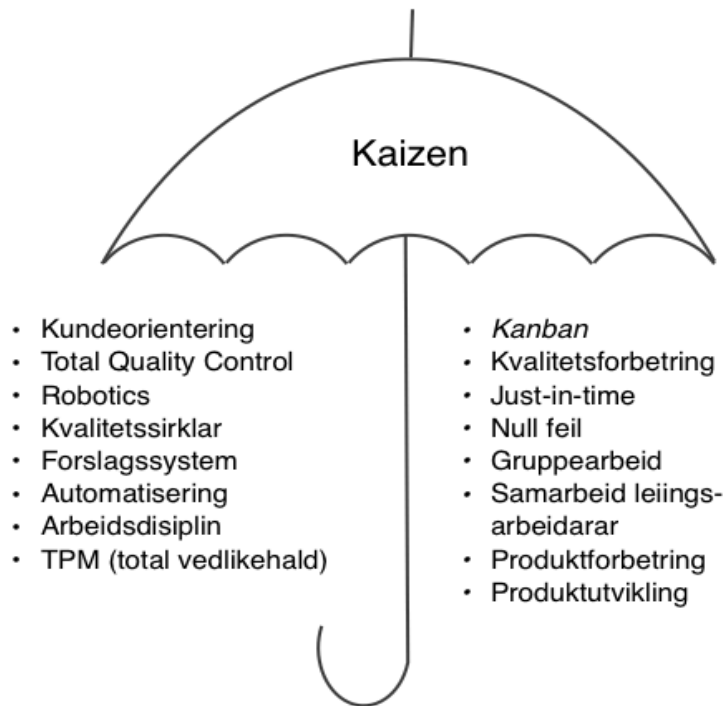 Kaizen
• Kundeorientering
• Total Quality Control
• Robotics
• Kvalitetssirklar
• Forslagssystem
• Automatisering
• Arbeidsdisiplin
• TPM (total vedlikehald)
• Kanban
• Kvalitetsforbetring
• Just-in-time
• Null feil
• Gruppearbeid
• Samarbeid leiings-
arbeidarar
• Produktforbetring
• Produktutvikling